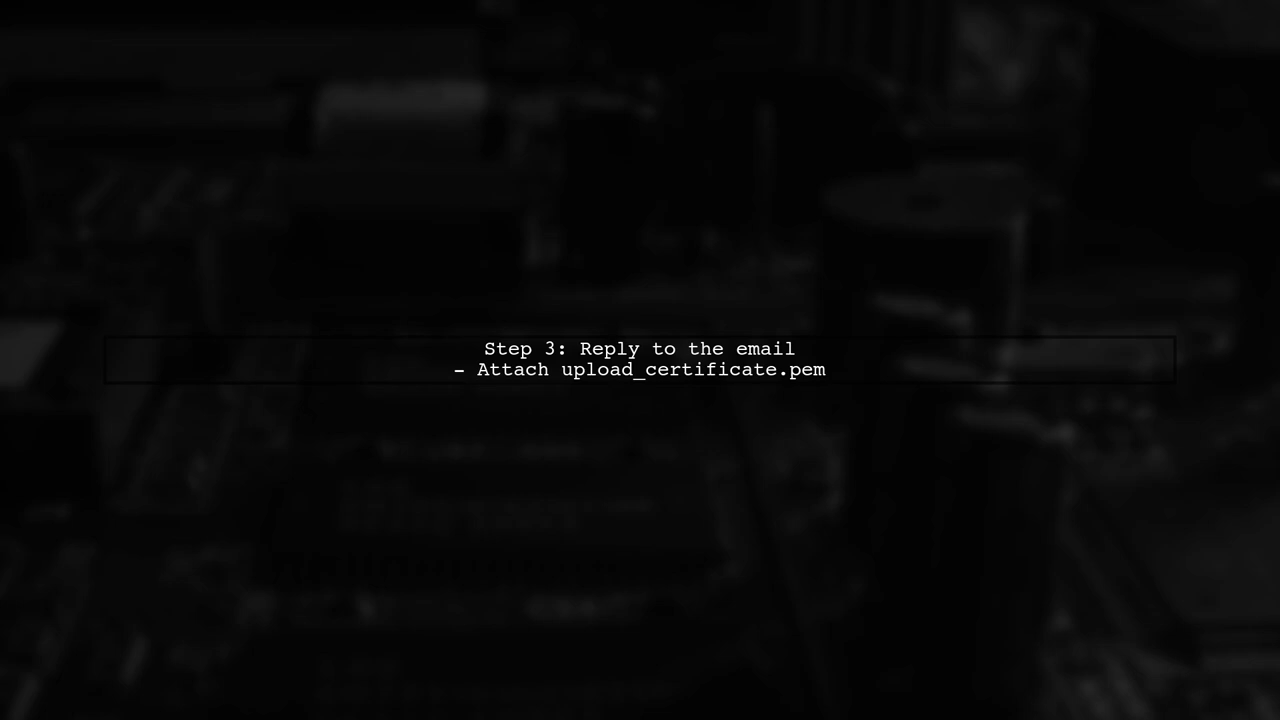 Step 3: Reply to the email
- Attach upload_certificate.pem